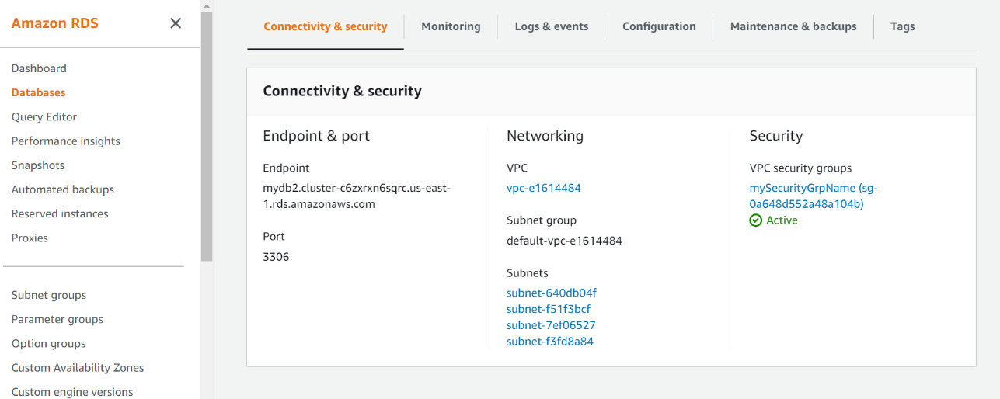 Amazon RDS
Dashboard
Databases
Query Editor
Performance insights
Snapshots
Automated backups
Reserved instances
Proxies
Subnet groups
Parameter groups
Option groups
Custom Availability Zones
Custom engine versions
Connectivity & security
Monitoring
Logs & events
Configuration
Maintenance & backups
Tags
Connectivity & security
Endpoint & port
Endpoint
mydb2.cluster-c6zxrxn6sqrc.us-east-
1.rds.amazonaws.com
Port
3306
Networking
VPC
vpc-e1614484
Subnet group
default-vpc-e1614484
Subnets
subnet-640db04f
subnet-f51f3bcf
subnet-7ef06527
subnet-f3fd8a84
Security
VPC security groups
mySecurityGrpName (sg-
0a648d552a48a104b)
Active